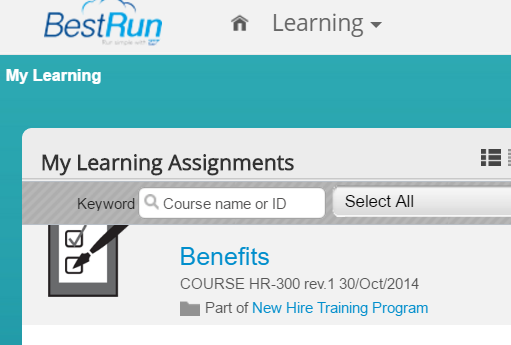 BestRun
Run simple with SAP
Learning
My Learning
My Learning Assignments
Keyword Course name or ID Select All
Benefits
COURSE HR-300 rev.1 30/Oct/2014
Part of New Hire Training Program